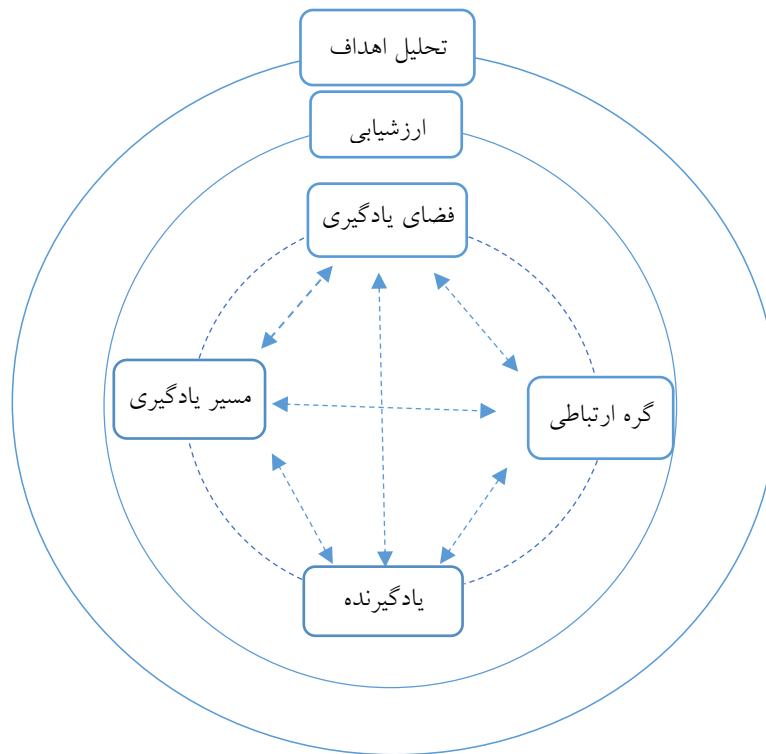 تحلیل اهداف
ارزشیابی
فضای یادگیری
مسیر یادگیری
گره ارتباطی
یادگیرنده